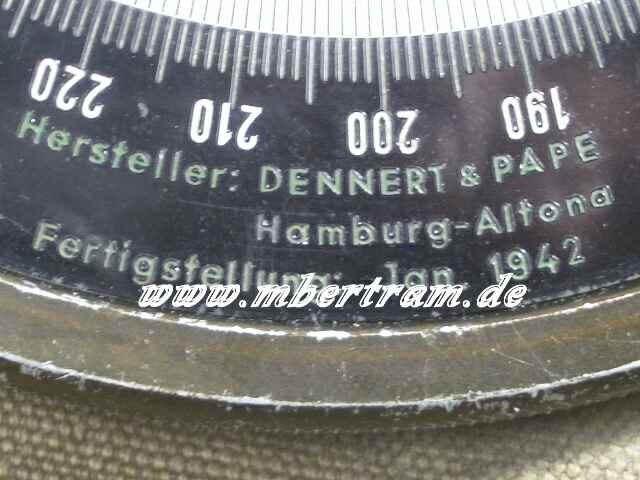 220 210 200 190
Hersteller: DENNERT & PAPE
Hamburg-Altona
Fertigstellung: Jan 1942
www.mbertram.de